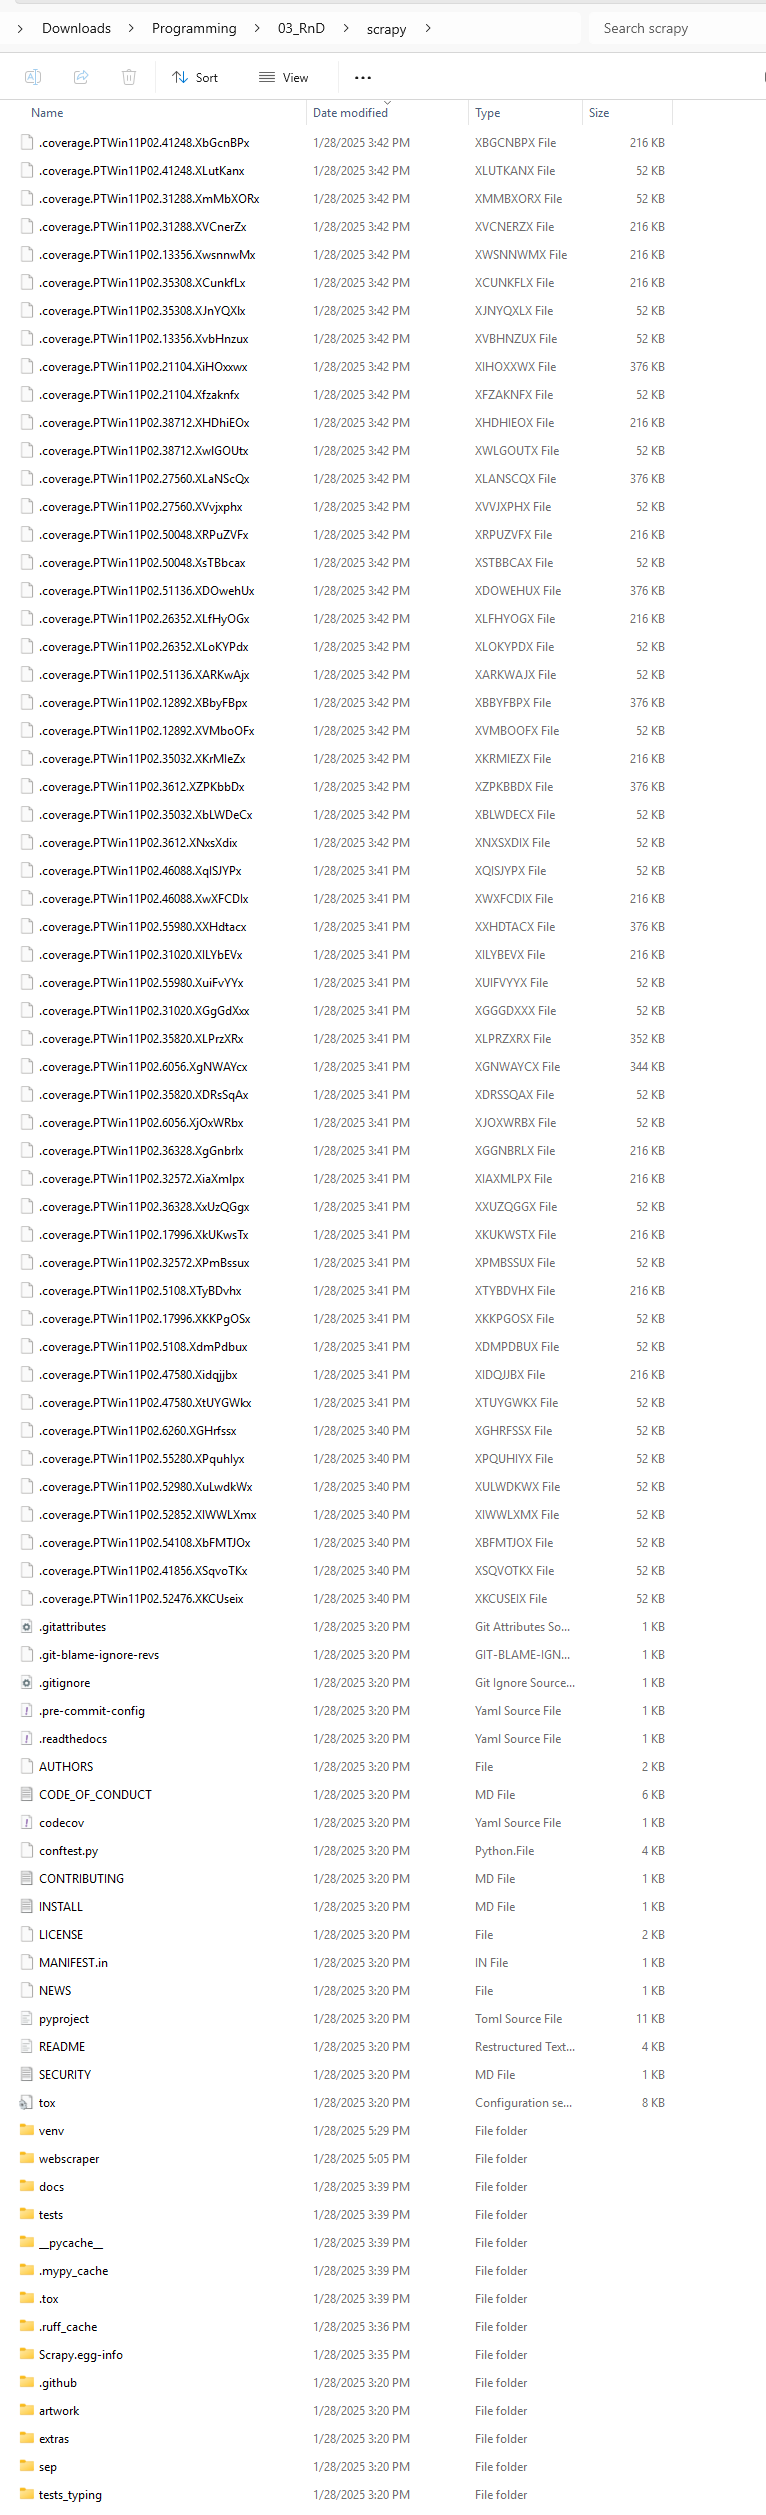 Downloads > Programming > 03_RnD > scrapy > Search scrapy
Sort View ...
Name Date modified Type Size
.coverage.PTWin11P02.41248.XbGcnBPx 1/28/2025 3:42 PM XBGCNBPX File 216 KB
.coverage.PTWin11P02.41248.XLutKanx 1/28/2025 3:42 PM XLUTKANX File 52 KB
.coverage.PTWin11P02.31288.XmMbXORx 1/28/2025 3:42 PM XMMBXORX File 52 KB
.coverage.PTWin11P02.31288.XVCnerZx 1/28/2025 3:42 PM XVCNERZX File 216 KB
.coverage.PTWin11P02.13356.XwsnnwMx 1/28/2025 3:42 PM XWSNNWMX File 216 KB
.coverage.PTWin11P02.35308.XCunkfLx 1/28/2025 3:42 PM XCUNKFLX File 216 KB
.coverage.PTWin11P02.35308.XJnYQXlx 1/28/2025 3:42 PM XJNYQXLX File 52 KB
.coverage.PTWin11P02.13356.XvbHnzux 1/28/2025 3:42 PM XVBHNZUX File 52 KB
.coverage.PTWin11P02.21104.XiHOxxwx 1/28/2025 3:42 PM XIHOXXWX File 376 KB
.coverage.PTWin11P02.21104.Xfzaknfx 1/28/2025 3:42 PM XFZAKNFX File 52 KB
.coverage.PTWin11P02.38712.XHDhiEOx 1/28/2025 3:42 PM XHDHIEOX File 216 KB
.coverage.PTWin11P02.38712.XwlGOUtx 1/28/2025 3:42 PM XWLGOUTX File 52 KB
.coverage.PTWin11P02.27560.XLaNScQx 1/28/2025 3:42 PM XLANSCQX File 376 KB
.coverage.PTWin11P02.27560.XVvjxphx 1/28/2025 3:42 PM XVVJXPHX File 52 KB
.coverage.PTWin11P02.50048.XRPuZVFx 1/28/2025 3:42 PM XRPUZVFX File 216 KB
.coverage.PTWin11P02.50048.XsTBbcax 1/28/2025 3:42 PM XSTBBCAX File 52 KB
.coverage.PTWin11P02.51136.XDOwehUx 1/28/2025 3:42 PM XDOWEHUX File 376 KB
.coverage.PTWin11P02.26352.XLfHyOGx 1/28/2025 3:42 PM XLFHYOGX File 216 KB
.coverage.PTWin11P02.26352.XLoKYPdx 1/28/2025 3:42 PM XLOKYPDX File 52 KB
.coverage.PTWin11P02.51136.XARKwAjx 1/28/2025 3:42 PM XARKWAJX File 52 KB
.coverage.PTWin11P02.12892.XBbyFBpx 1/28/2025 3:42 PM XBBYFBPX File 376 KB
.coverage.PTWin11P02.12892.XVMboOFx 1/28/2025 3:42 PM XVMBOOFX File 52 KB
.coverage.PTWin11P02.35032.XKrMIeZx 1/28/2025 3:42 PM XKRMIEZX File 216 KB
.coverage.PTWin11P02.3612.XZPKbbDx 1/28/2025 3:42 PM XZPKBBDX File 376 KB
.coverage.PTWin11P02.35032.XbLWDeCx 1/28/2025 3:42 PM XBLWDECX File 52 KB
.coverage.PTWin11P02.3612.XNxsXdix 1/28/2025 3:42 PM XNXSXDIX File 52 KB
.coverage.PTWin11P02.46088.XqISJYPx 1/28/2025 3:41 PM XQISJYPX File 52 KB
.coverage.PTWin11P02.46088.XwXFCDIx 1/28/2025 3:41 PM XWXFCDIX File 216 KB
.coverage.PTWin11P02.55980.XXHdtacx 1/28/2025 3:41 PM XXHDTACX File 376 KB
.coverage.PTWin11P02.31020.XILYbEVx 1/28/2025 3:41 PM XILYBEVX File 216 KB
.coverage.PTWin11P02.55980.XuiFvYYx 1/28/2025 3:41 PM XUIFVYYX File 52 KB
.coverage.PTWin11P02.31020.XGgGdXxx 1/28/2025 3:41 PM XGGGDXXX File 52 KB
.coverage.PTWin11P02.35820.XLPrzXRx 1/28/2025 3:41 PM XLPRZXRX File 352 KB
.coverage.PTWin11P02.6056.XgNWAYcx 1/28/2025 3:41 PM XGNWAYCX File 344 KB
.coverage.PTWin11P02.35820.XDRsSqAx 1/28/2025 3:41 PM XDRSSQAX File 52 KB
.coverage.PTWin11P02.6056.XjOxWRbx 1/28/2025 3:41 PM XJOXWRBX File 52 KB
.coverage.PTWin11P02.36328.XgGnbrlx 1/28/2025 3:41 PM XGGNBRLX File 216 KB
.coverage.PTWin11P02.32572.XiaXmlpx 1/28/2025 3:41 PM XIAXMLPX File 216 KB
.coverage.PTWin11P02.36328.XxUzQGgx 1/28/2025 3:41 PM XXUZQGGX File 52 KB
.coverage.PTWin11P02.17996.XkUKwsTx 1/28/2025 3:41 PM XKUKWSTX File 216 KB
.coverage.PTWin11P02.32572.XPmBssux 1/28/2025 3:41 PM XPMBSSUX File 52 KB
.coverage.PTWin11P02.5108.XTyBDvhx 1/28/2025 3:41 PM XTYBDVHX File 216 KB
.coverage.PTWin11P02.17996.XKKPgOSx 1/28/2025 3:41 PM XKKPGOSX File 52 KB
.coverage.PTWin11P02.5108.XdmPdbux 1/28/2025 3:41 PM XDMPDBUX File 52 KB
.coverage.PTWin11P02.47580.Xidqjjbx 1/28/2025 3:41 PM XIDQJJBX File 216 KB
.coverage.PTWin11P02.47580.XtUYGWkx 1/28/2025 3:41 PM XTUYGWKX File 52 KB
.coverage.PTWin11P02.6260.XGHrfssx 1/28/2025 3:40 PM XGHRFSSX File 52 KB
.coverage.PTWin11P02.55280.XPquhIyx 1/28/2025 3:40 PM XPQUHIYX File 52 KB
.coverage.PTWin11P02.52980.XuLwdkWx 1/28/2025 3:40 PM XULWDKWX File 52 KB
.coverage.PTWin11P02.52852.XIWWLXmx 1/28/2025 3:40 PM XIWWLXMX File 52 KB
.coverage.PTWin11P02.54108.XbFMTJOx 1/28/2025 3:40 PM XBFMTJOX File 52 KB
.coverage.PTWin11P02.41856.XSqvoTKx 1/28/2025 3:40 PM XSQVOTKX File 52 KB
.coverage.PTWin11P02.52476.XKCUseix 1/28/2025 3:40 PM XKCUSEIX File 52 KB
.gitattributes 1/28/2025 3:20 PM Git Attributes So... 1 KB
.git-blame-ignore-revs 1/28/2025 3:20 PM GIT-BLAME-IGN... 1 KB
.gitignore 1/28/2025 3:20 PM Git Ignore Source... 1 KB
.pre-commit-config 1/28/2025 3:20 PM Yaml Source File 1 KB
.readthedocs 1/28/2025 3:20 PM Yaml Source File 1 KB
AUTHORS 1/28/2025 3:20 PM File 2 KB
CODE_OF_CONDUCT 1/28/2025 3:20 PM MD File 6 KB
codecov 1/28/2025 3:20 PM Yaml Source File 1 KB
conftest.py 1/28/2025 3:20 PM Python.File 4 KB
CONTRIBUTING 1/28/2025 3:20 PM MD File 1 KB
INSTALL 1/28/2025 3:20 PM MD File 1 KB
LICENSE 1/28/2025 3:20 PM File 2 KB
MANIFEST.in 1/28/2025 3:20 PM IN File 1 KB
NEWS 1/28/2025 3:20 PM File 1 KB
pyproject 1/28/2025 3:20 PM Toml Source File 11 KB
README 1/28/2025 3:20 PM Restructured Text... 4 KB
SECURITY 1/28/2025 3:20 PM MD File 1 KB
tox 1/28/2025 3:20 PM Configuration se... 8 KB
venv 1/28/2025 5:29 PM File folder
webscraper 1/28/2025 5:05 PM File folder
docs 1/28/2025 3:39 PM File folder
tests 1/28/2025 3:39 PM File folder
__pycache__ 1/28/2025 3:39 PM File folder
.mypy_cache 1/28/2025 3:39 PM File folder
.tox 1/28/2025 3:39 PM File folder
.ruff_cache 1/28/2025 3:36 PM File folder
Scrapy.egg-info 1/28/2025 3:35 PM File folder
.github 1/28/2025 3:20 PM File folder
artwork 1/28/2025 3:20 PM File folder
extras 1/28/2025 3:20 PM File folder
sep 1/28/2025 3:20 PM File folder
tests_typing 1/28/2025 3:20 PM File folder